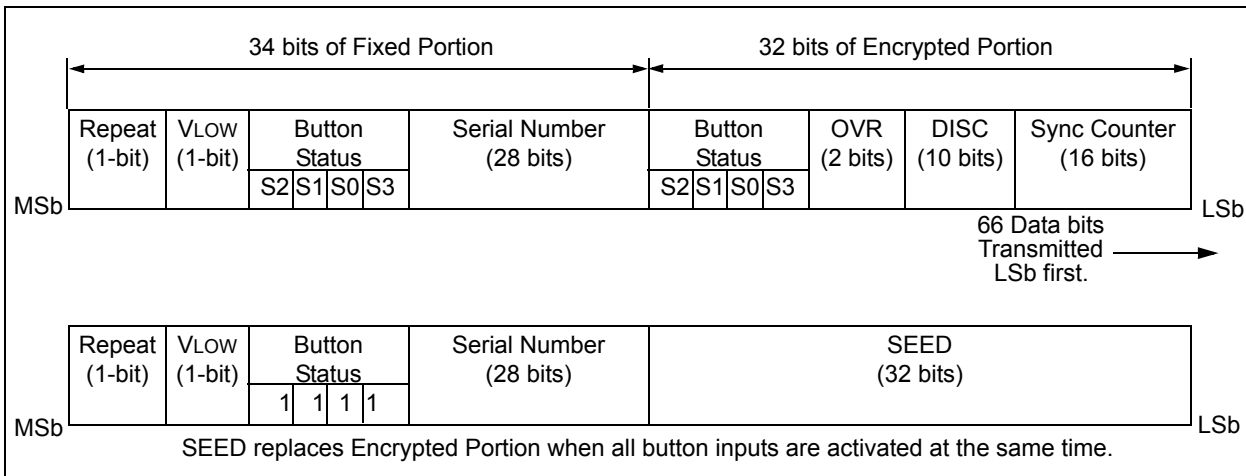 34 bits of Fixed Portion 32 bits of Encrypted Portion
Repeat VLOW Button Serial Number Button OVR DISC Sync Counter
(1-bit) (1-bit) Status (28 bits) Status (2 bits) (10 bits) (16 bits)
S2 S1 S0 S3 S2 S1 S0 S3
MSb LSb
66 Data bits
Transmitted
LSb first.
Repeat VLOW Button Serial Number SEED
(1-bit) (1-bit) Status (28 bits) (32 bits)
1 1 1 1
MSb LSb
SEED replaces Encrypted Portion when all button inputs are activated at the same time.